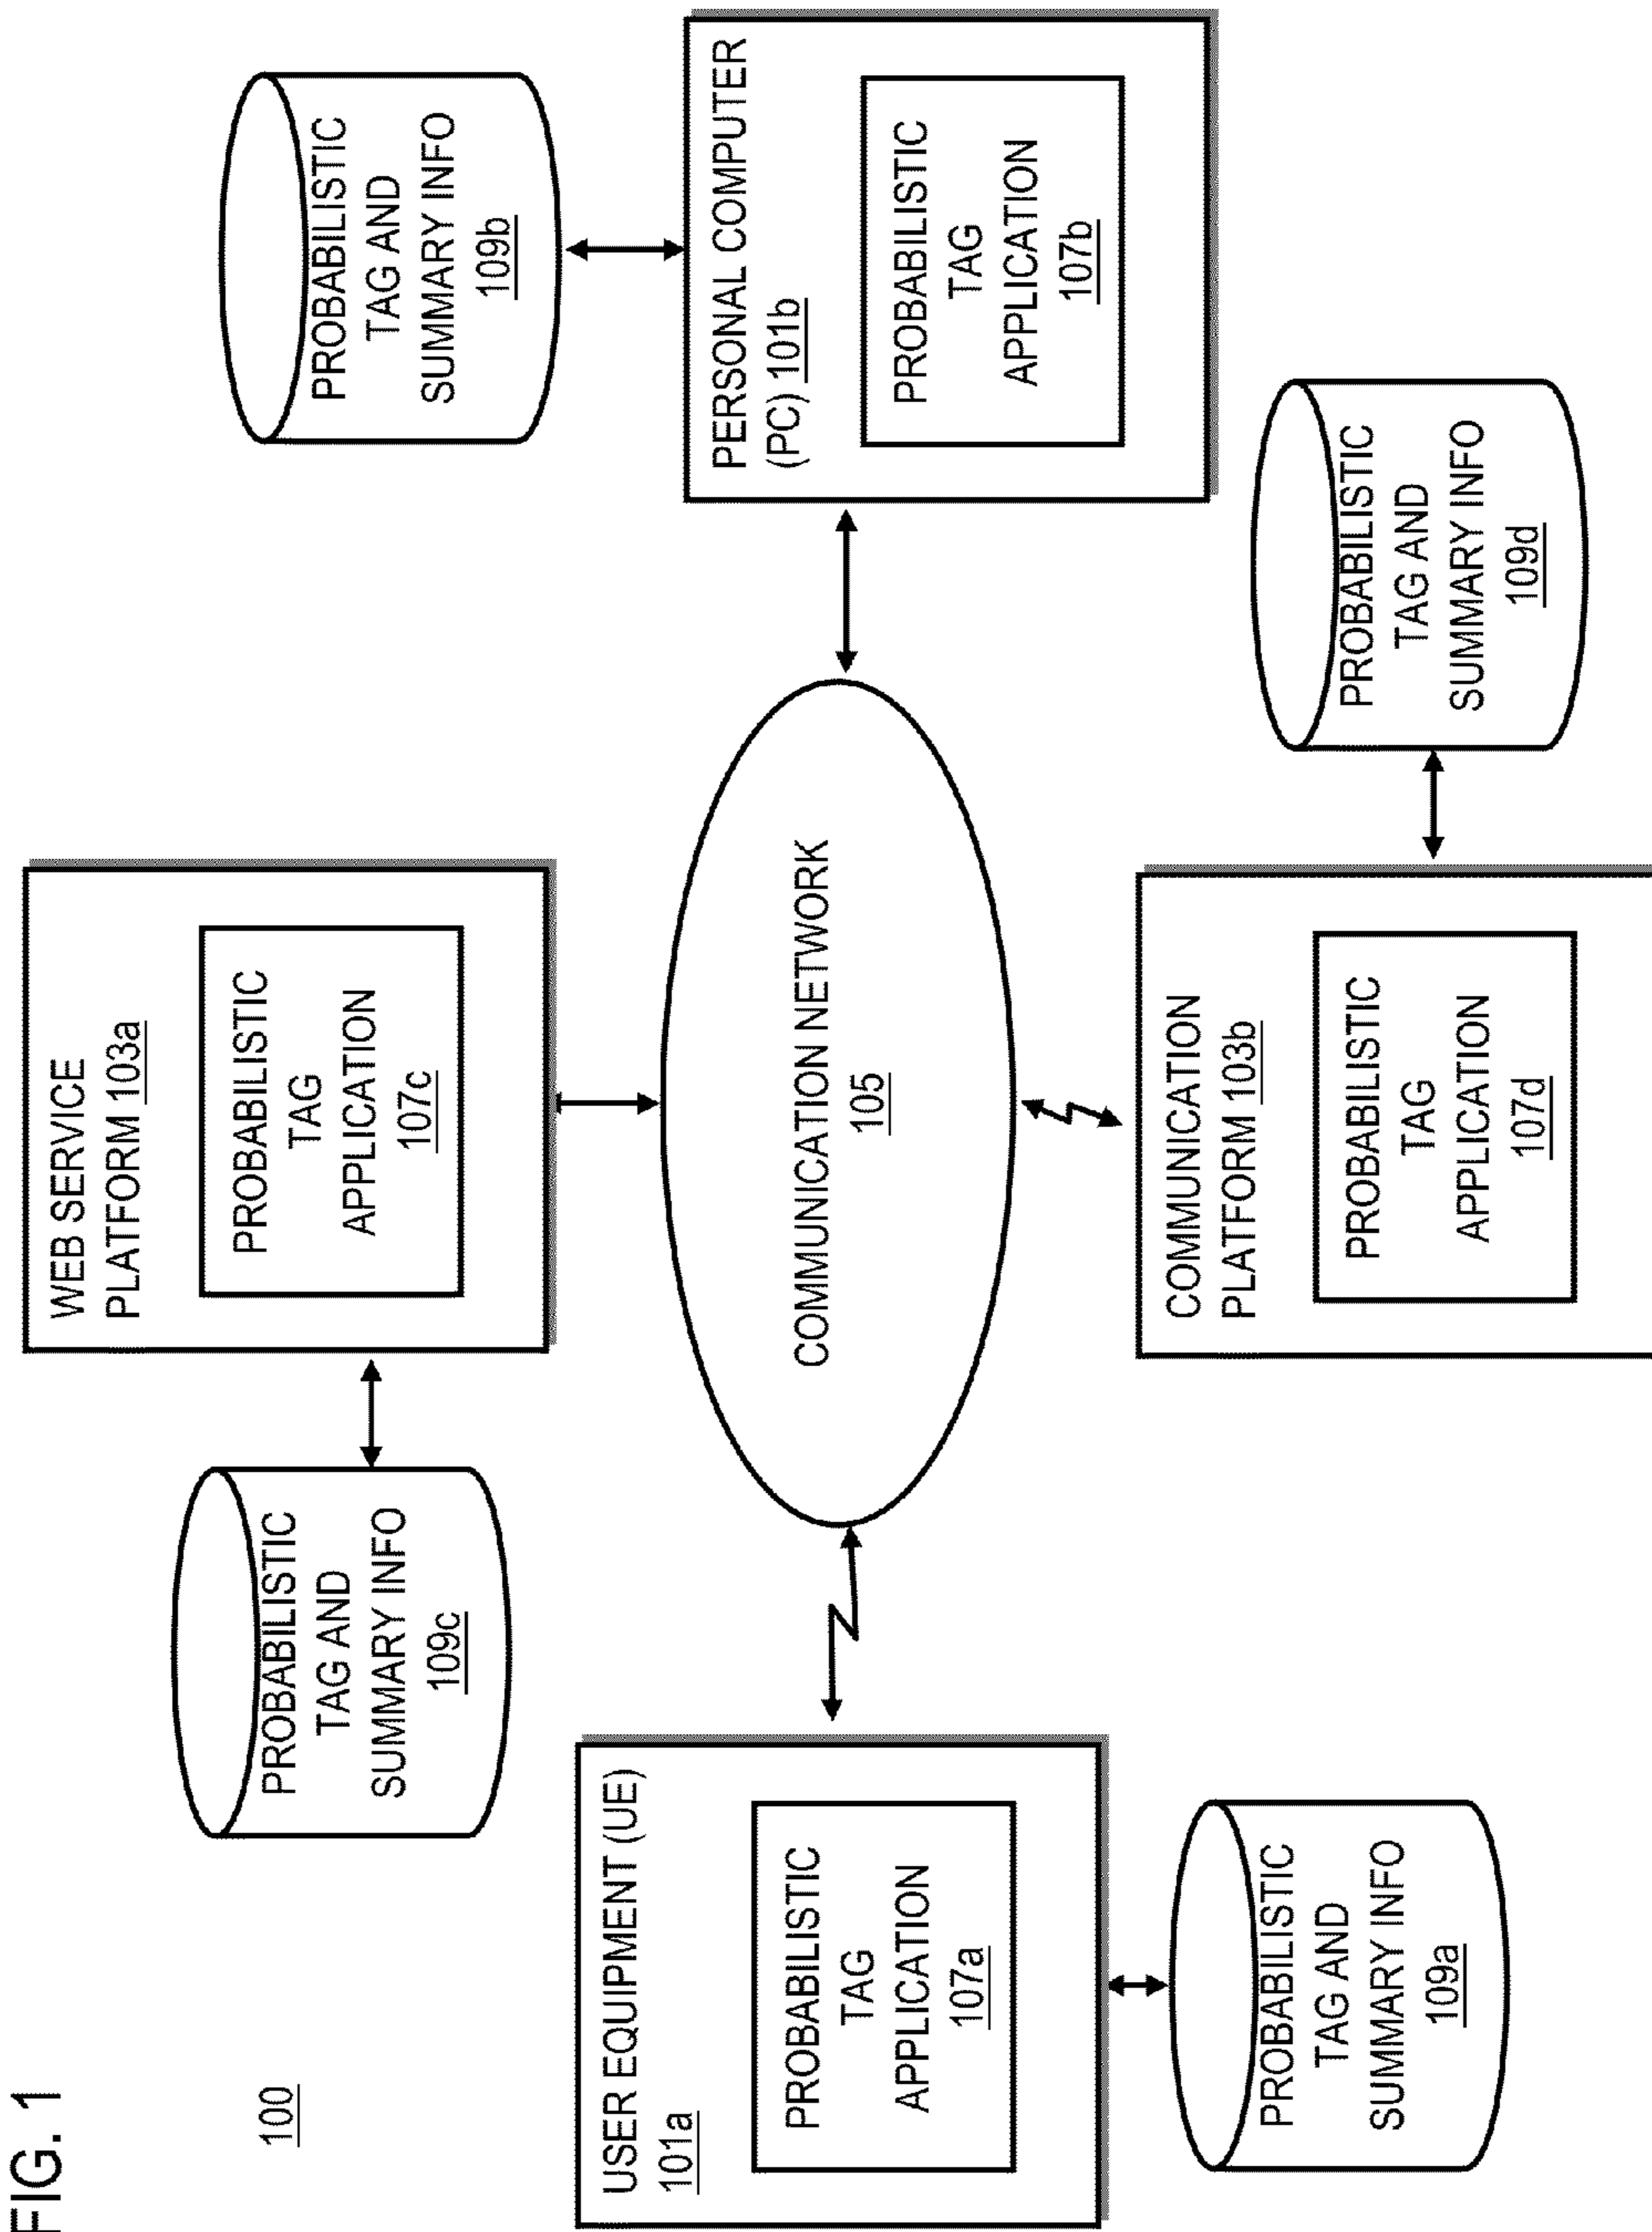 FIG. 1
100
WEB SERVICE
PLATFORM 103a
PROBABILISTIC
TAG
APPLICATION
107c
PROBABILISTIC
TAG AND
SUMMARY INFO
109c
PROBABILISTIC
TAG AND
SUMMARY INFO
109b
USER EQUIPMENT (UE)
101a
PROBABILISTIC
TAG
APPLICATION
107a
COMMUNICATION NETWORK
105
PERSONAL COMPUTER
(PC) 101b
PROBABILISTIC
TAG
APPLICATION
107b
PROBABILISTIC
TAG AND
SUMMARY INFO
109a
COMMUNICATION
PLATFORM 103b
PROBABILISTIC
TAG
APPLICATION
107d
PROBABILISTIC
TAG AND
SUMMARY INFO
109d